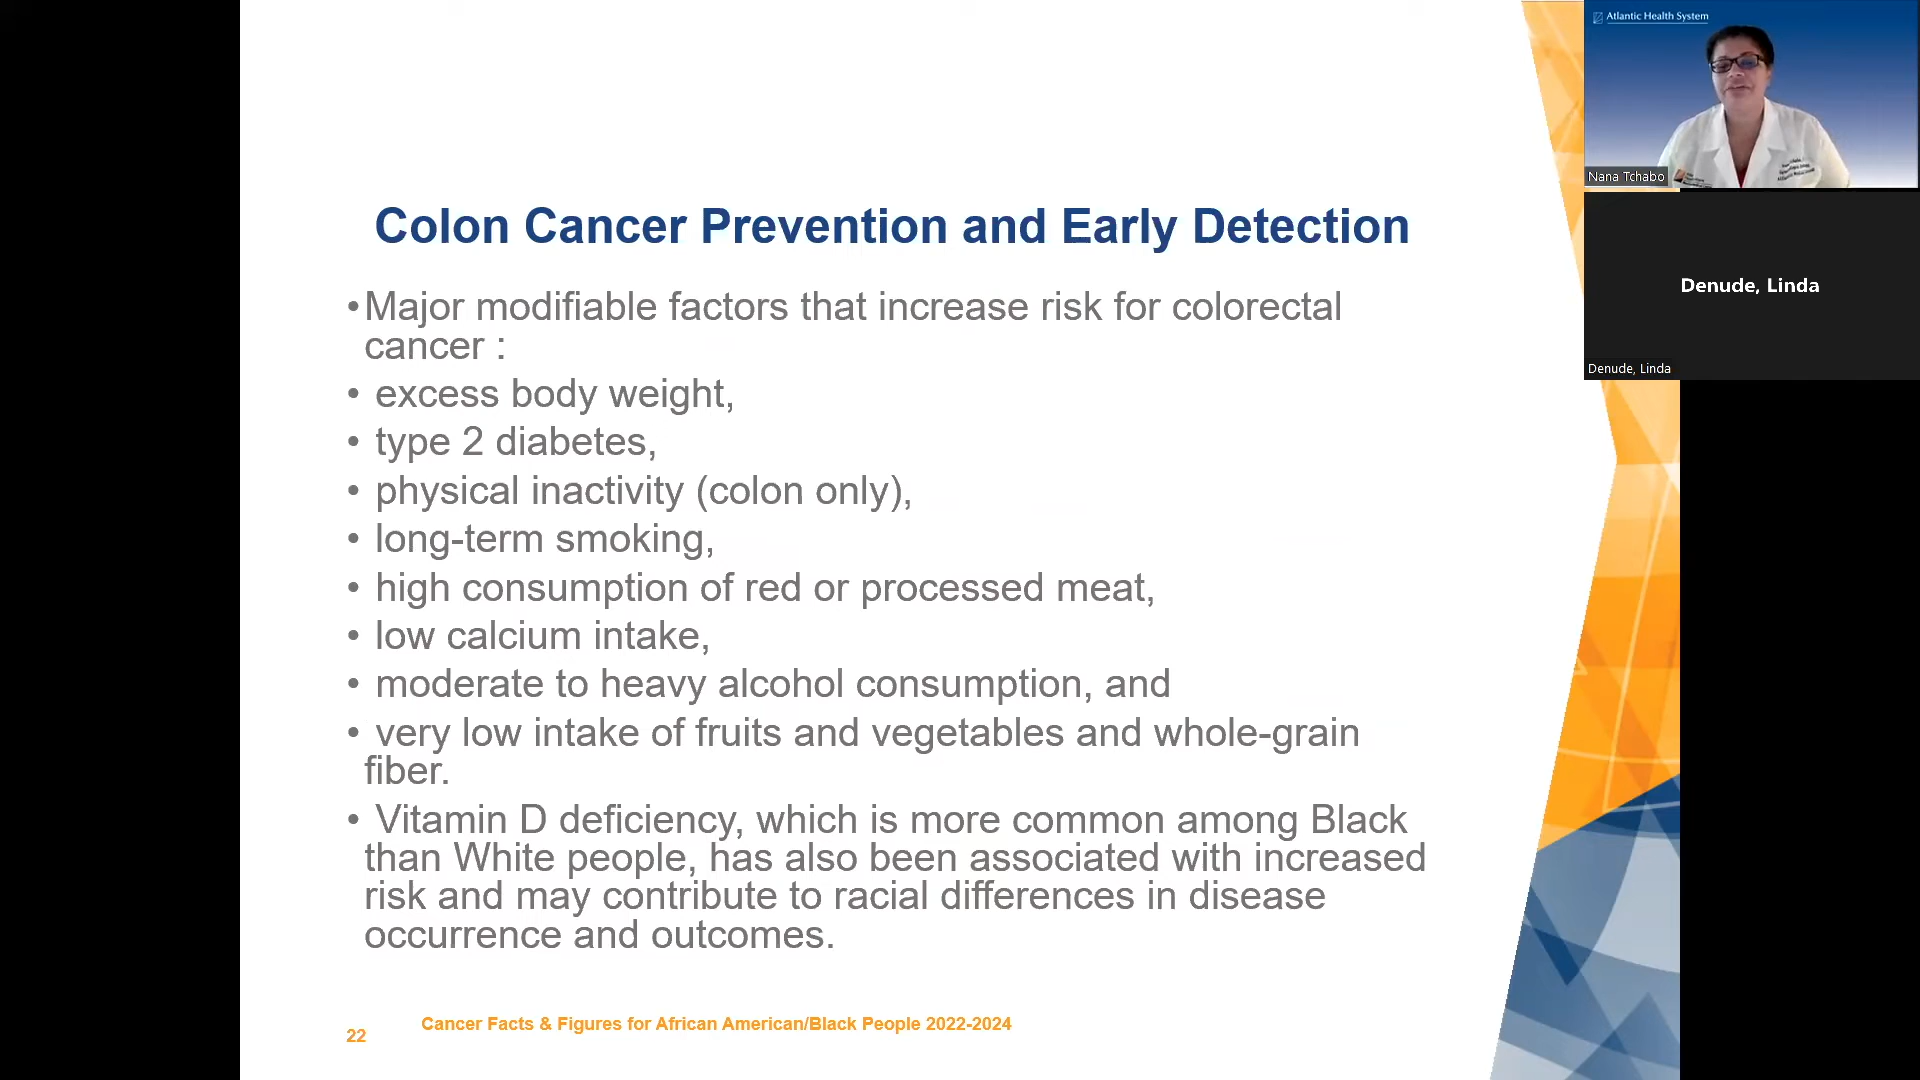 Colon Cancer Prevention and Early Detection
•Major modifiable factors that increase risk for colorectal
cancer :
• excess body weight,
• type 2 diabetes,
• physical inactivity (colon only),
• long-term smoking,
• high consumption of red or processed meat,
• low calcium intake,
• moderate to heavy alcohol consumption, and
• very low intake of fruits and vegetables and whole-grain
fiber.
• Vitamin D deficiency, which is more common among Black
than White people, has also been associated with increased
risk and may contribute to racial differences in disease
occurrence and outcomes.
22
Cancer Facts & Figures for African American/Black People 2022-2024
Atlantic Health System
Nana Tchabo
Denude, Linda
Denude, Linda